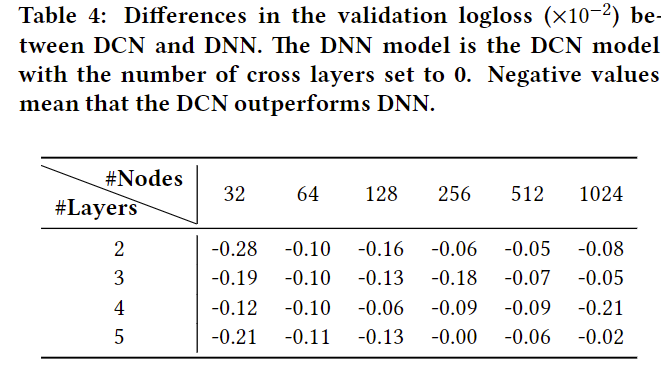 Table 4: Differences in the validation logloss (×10⁻²) be-
tween DCN and DNN. The DNN model is the DCN model
with the number of cross layers set to 0. Negative values
mean that the DCN outperforms DNN.
#Nodes
#Layers
32 64 128 256 512 1024
2 -0.28 -0.10 -0.16 -0.06 -0.05 -0.08
3 -0.19 -0.10 -0.13 -0.18 -0.07 -0.05
4 -0.12 -0.10 -0.06 -0.09 -0.09 -0.21
5 -0.21 -0.11 -0.13 -0.00 -0.06 -0.02